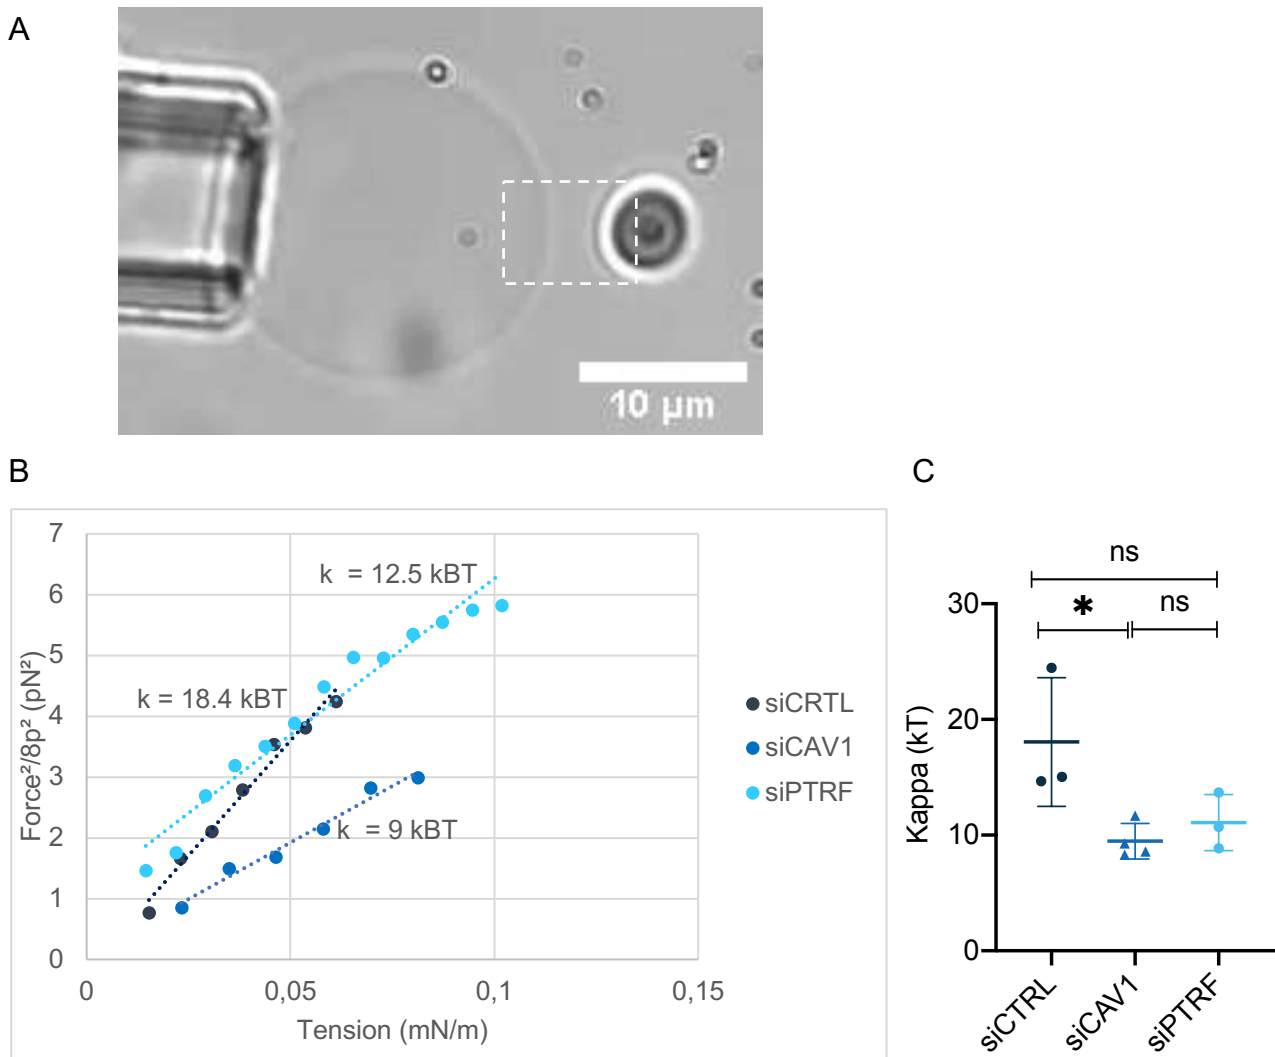 A
10 µm
B
7
6
5
4
3
2
1
0
0
0,05
0,1
0,15
Force²/8p² (pN²)
Tension (mN/m)
k = 12.5 kBT
k = 18.4 kBT
k = 9 kBT
siCRTL
siCAV1
siPTRF
C
ns
*
ns
30
20
10
0
Kappa (kT)
siCTRL
siCAV1
siPTRF